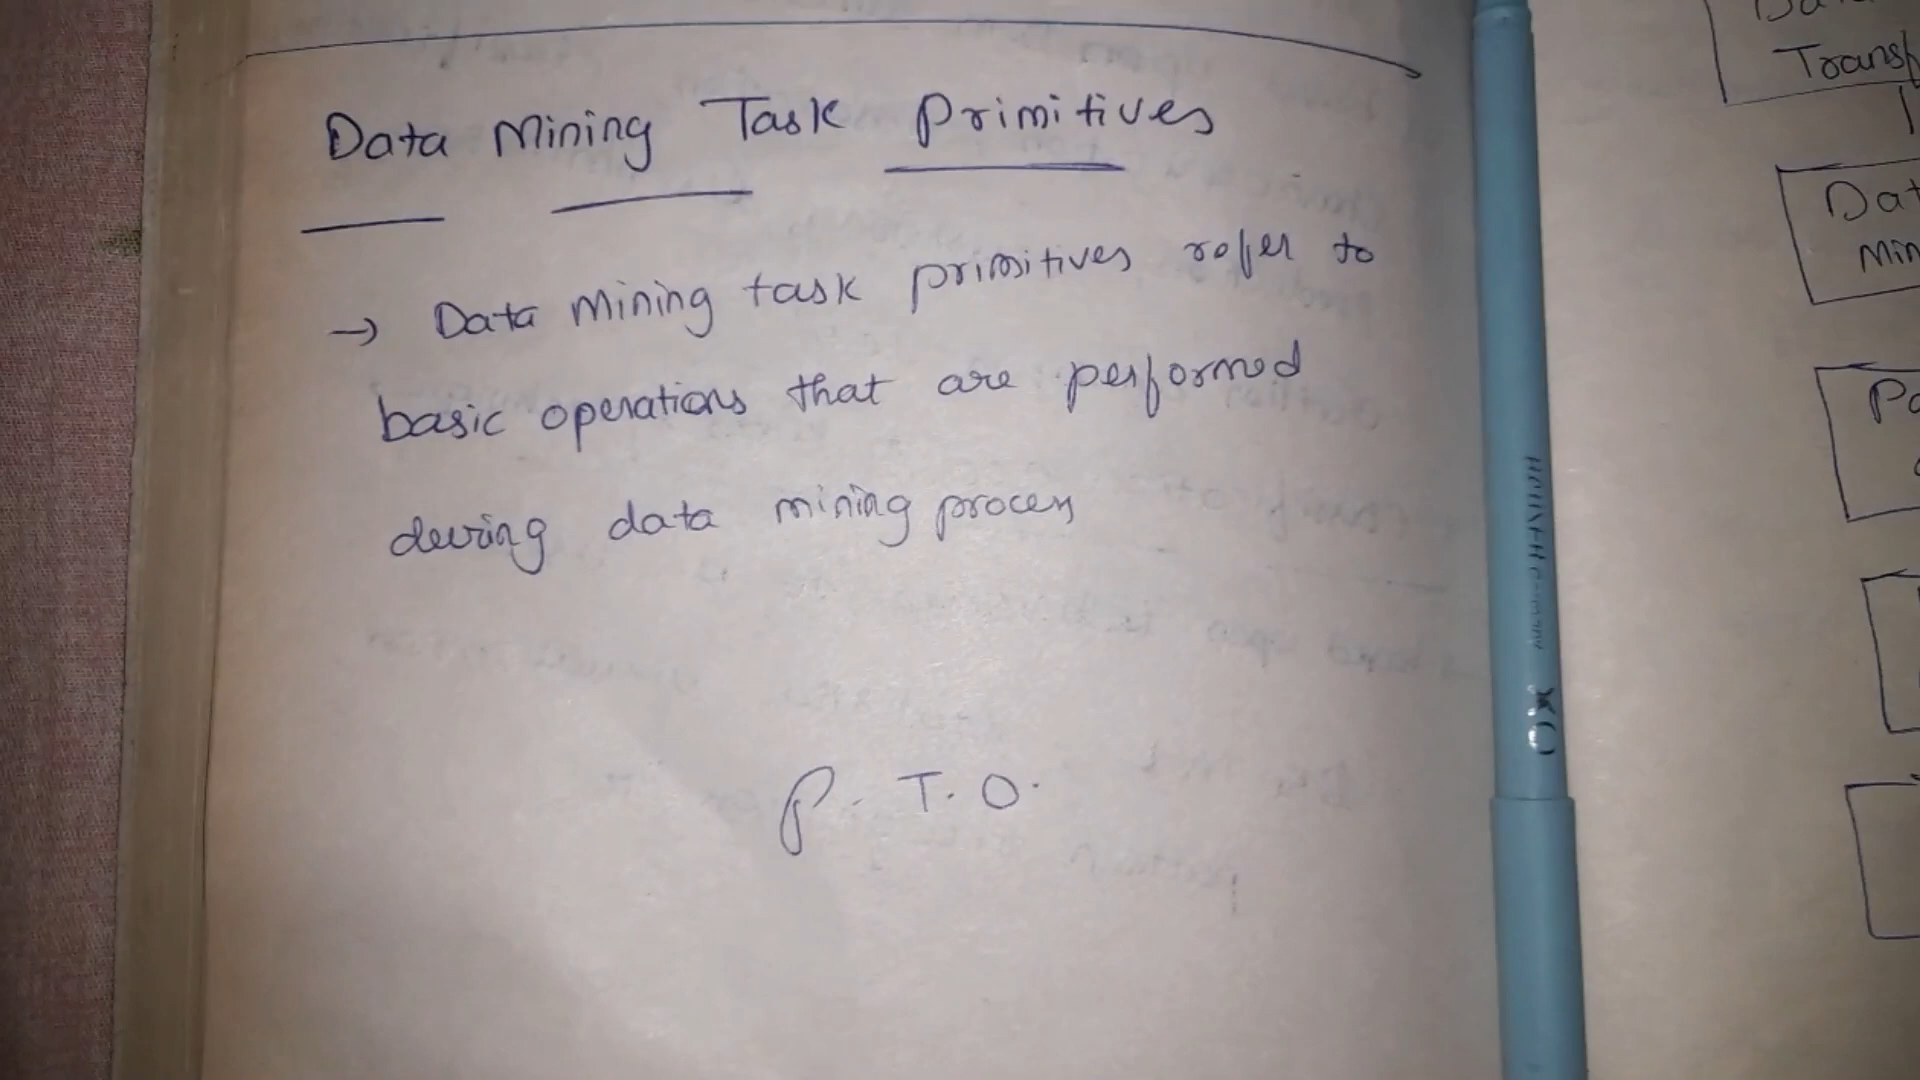 Data Mining Task Primitives
→ Data Mining task primitives refer to
basic operations that are performed
during data mining process
P. T. O.
Transf
Dat
Min